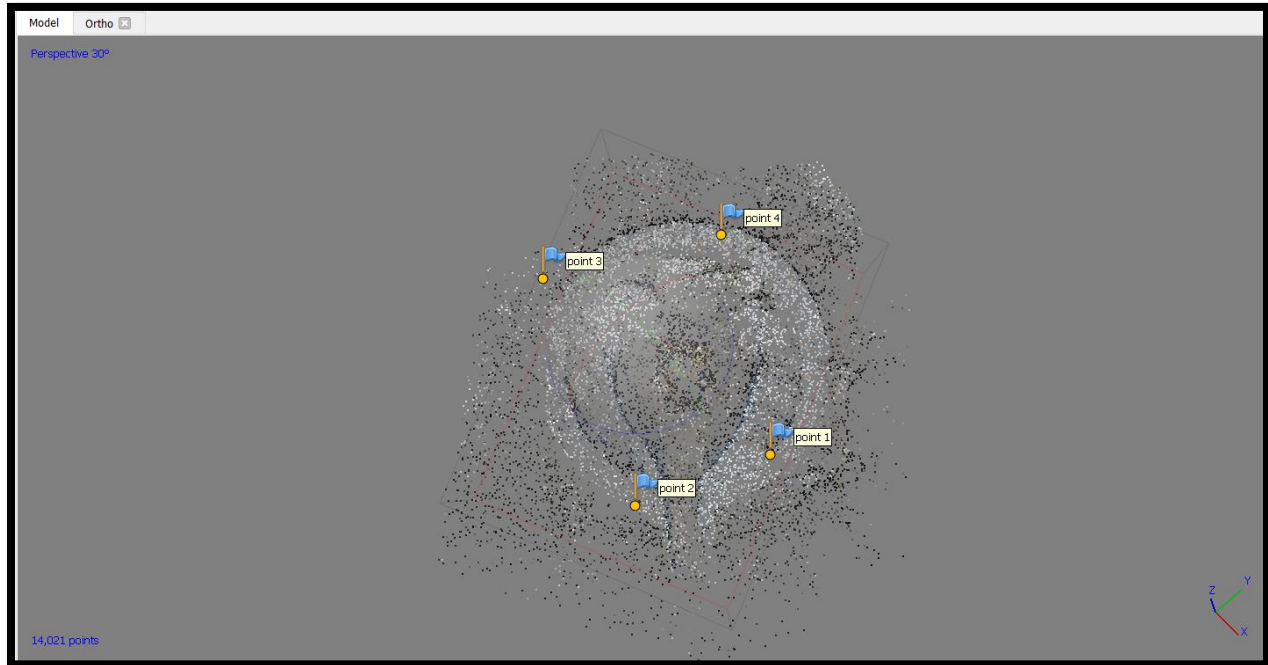 Model Ortho
Perspective 30°
point 4
point 3
point 1
point 2
Z Y
X
14,021 points